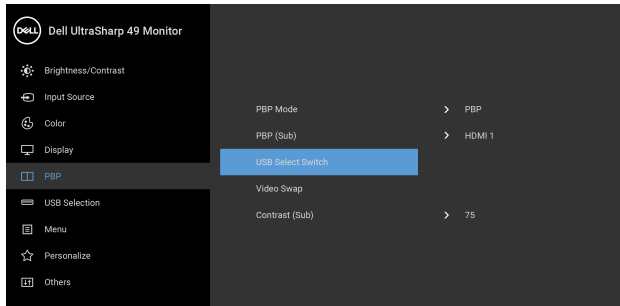 DELL Dell UltraSharp 49 Monitor
Brightness/Contrast
Input Source
Color
Display
PBP
USB Selection
Menu
Personalize
Others
PBP Mode > PBP
PBP (Sub) > HDMI 1
USB Select Switch
Video Swap
Contrast (Sub) > 75